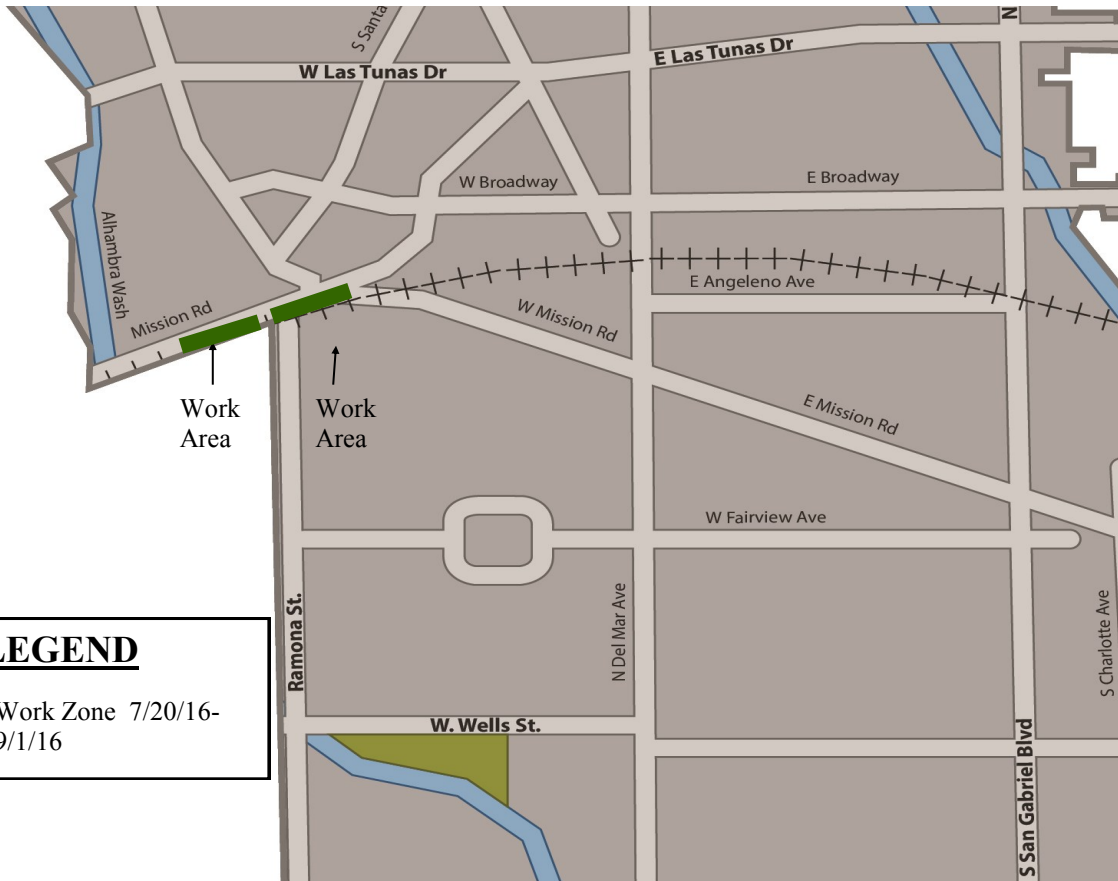 N
S Santa
W Las Tunas Dr
E Las Tunas Dr
W Broadway
E Broadway
Alhambra Wash
E Angeleno Ave
Mission Rd
W Mission Rd
Work
Area
Work
Area
E Mission Rd
W Fairview Ave
Ramona St.
N Del Mar Ave
S Charlotte Ave
LEGEND
Work Zone 7/20/16-
9/1/16
W. Wells St.
S San Gabriel Blvd